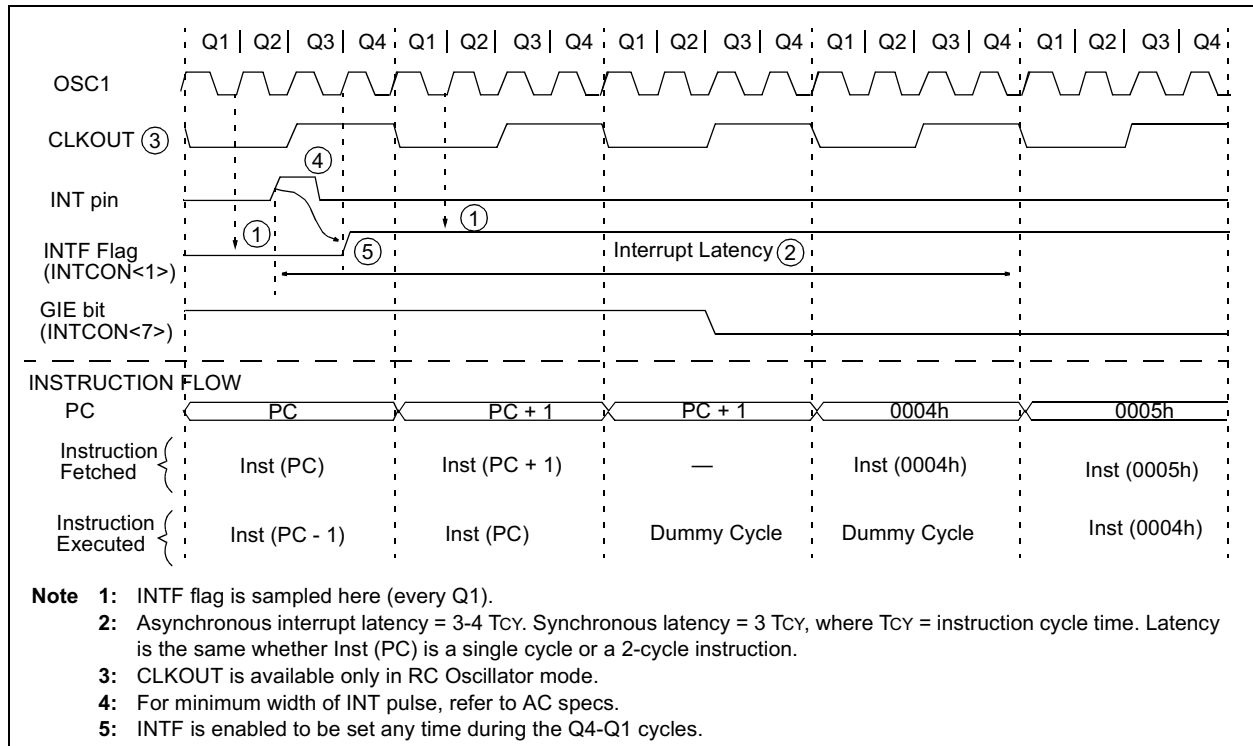 Q1 Q2 Q3 Q4 Q1 Q2 Q3 Q4 Q1 Q2 Q3 Q4 Q1 Q2 Q3 Q4 Q1 Q2 Q3 Q4
OSC1
CLKOUT 3
4
INT pin
1 1
INTF Flag
(INTCON<1>)
5
Interrupt Latency 2
GIE bit
(INTCON<7>)
INSTRUCTION FLOW
PC PC PC + 1 PC + 1 0004h 0005h
Instruction
Fetched
Inst (PC) Inst (PC + 1) — Inst (0004h) Inst (0005h)
Instruction
Executed
Inst (PC - 1) Inst (PC) Dummy Cycle Dummy Cycle Inst (0004h)
Note 1: INTF flag is sampled here (every Q1).
2: Asynchronous interrupt latency = 3-4 TCY. Synchronous latency = 3 TCY, where TCY = instruction cycle time. Latency
is the same whether Inst (PC) is a single cycle or a 2-cycle instruction.
3: CLKOUT is available only in RC Oscillator mode.
4: For minimum width of INT pulse, refer to AC specs.
5: INTF is enabled to be set any time during the Q4-Q1 cycles.